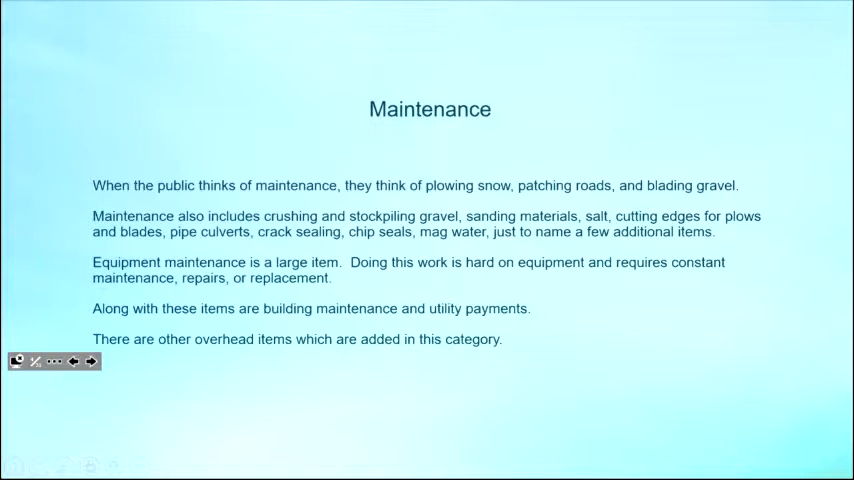 Maintenance
When the public thinks of maintenance, they think of plowing snow, patching roads, and blading gravel.
Maintenance also includes crushing and stockpiling gravel, sanding materials, salt, cutting edges for plows
and blades, pipe culverts, crack sealing, chip seals, mag water, just to name a few additional items.
Equipment maintenance is a large item.  Doing this work is hard on equipment and requires constant
maintenance, repairs, or replacement.
Along with these items are building maintenance and utility payments.
There are other overhead items which are added in this category.